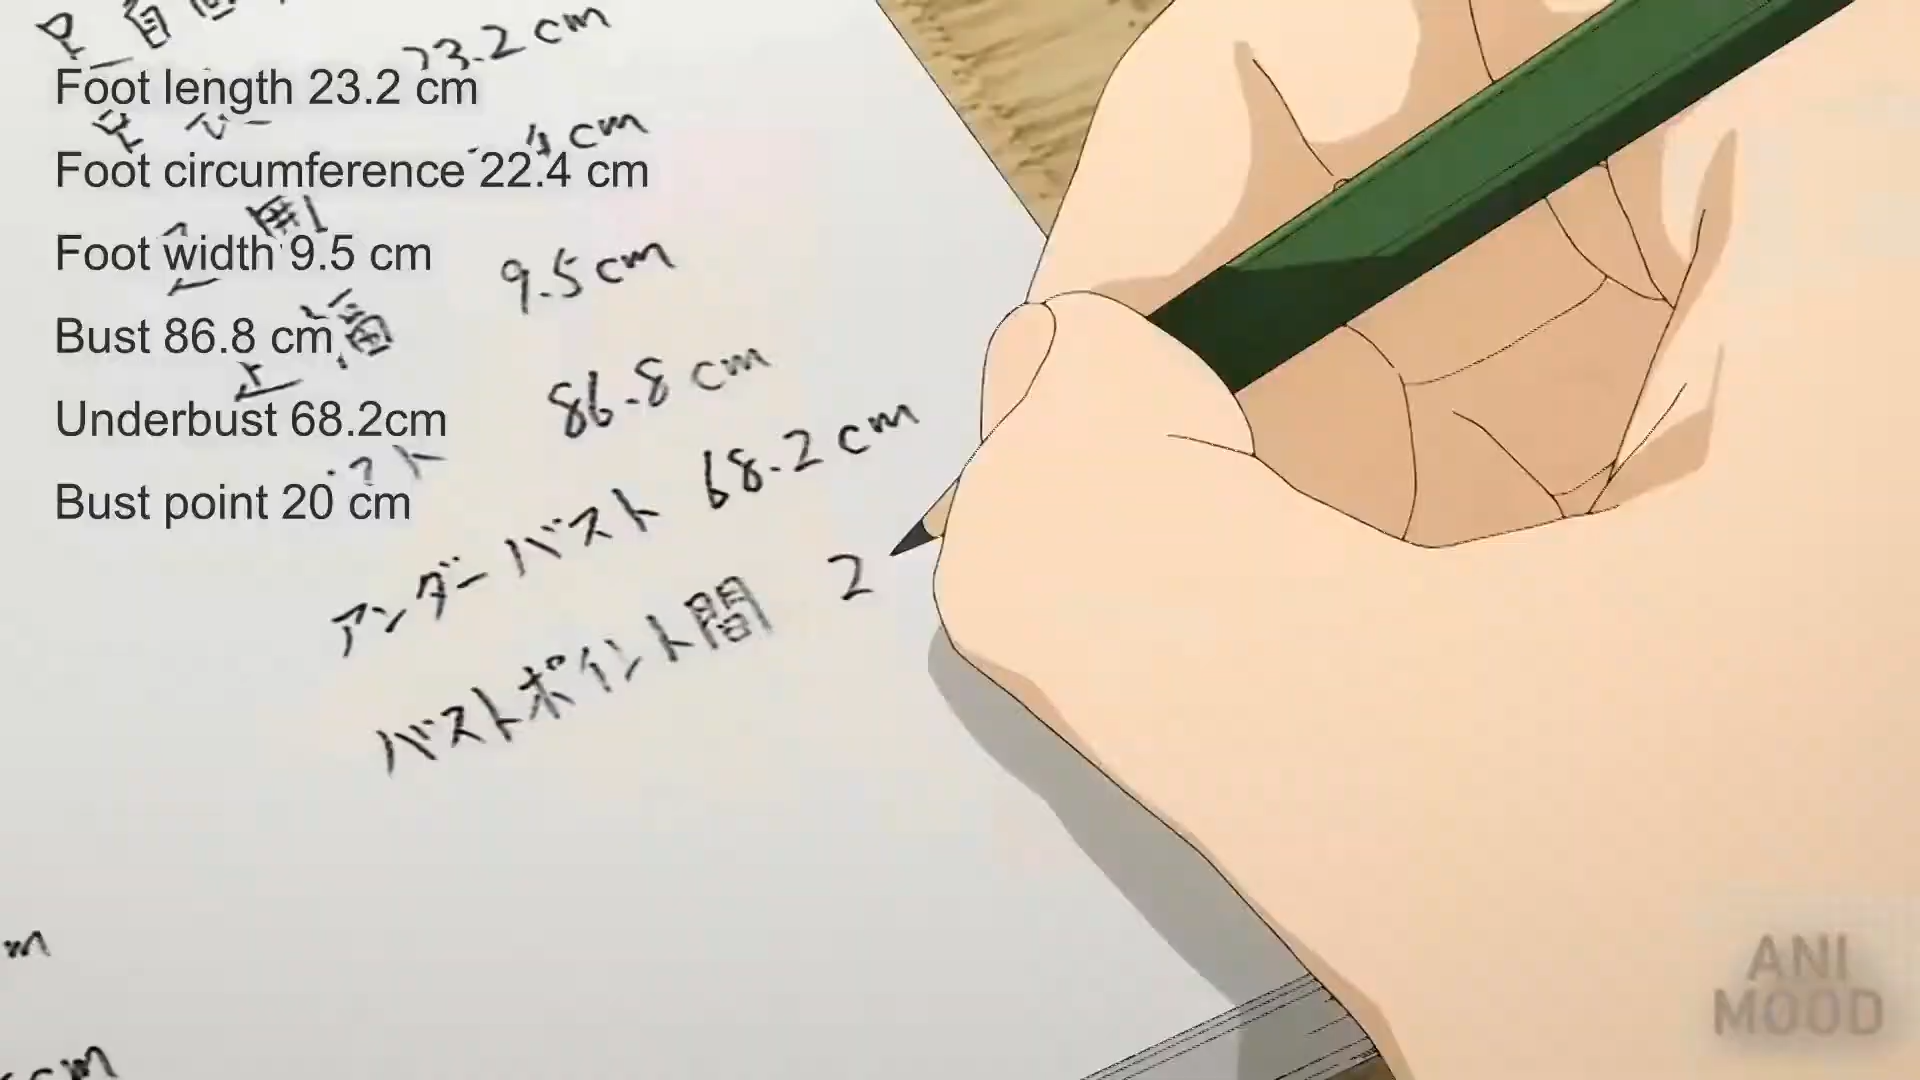 23.2 cm
Foot length 23.2 cm
cm
Foot circumference 22.4 cm
Foot width 9.5 cm
9.5 cm
Bust 86.8 cm
86.8 cm
Underbust 68.2cm
アンダーバスト 68.2 cm
Bust point 20 cm
バストポイント間 2
m
cm
ANI
MOOD